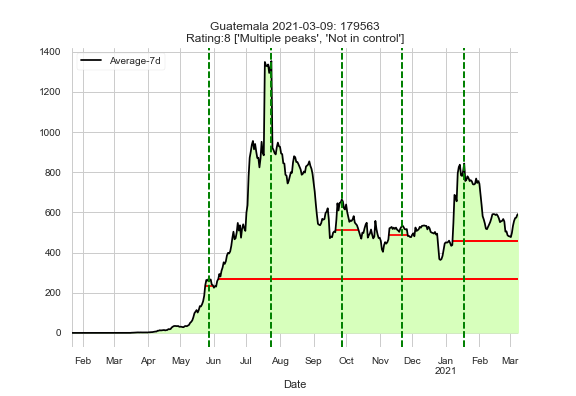 Guatemala 2021-03-09: 179563
Rating:8 ['Multiple peaks', 'Not in control']
Average-7d
1400
1200
1000
800
600
400
200
0
Feb Mar Apr May Jun Jul Aug Sep Oct Nov Dec Jan Feb Mar
2021
Date